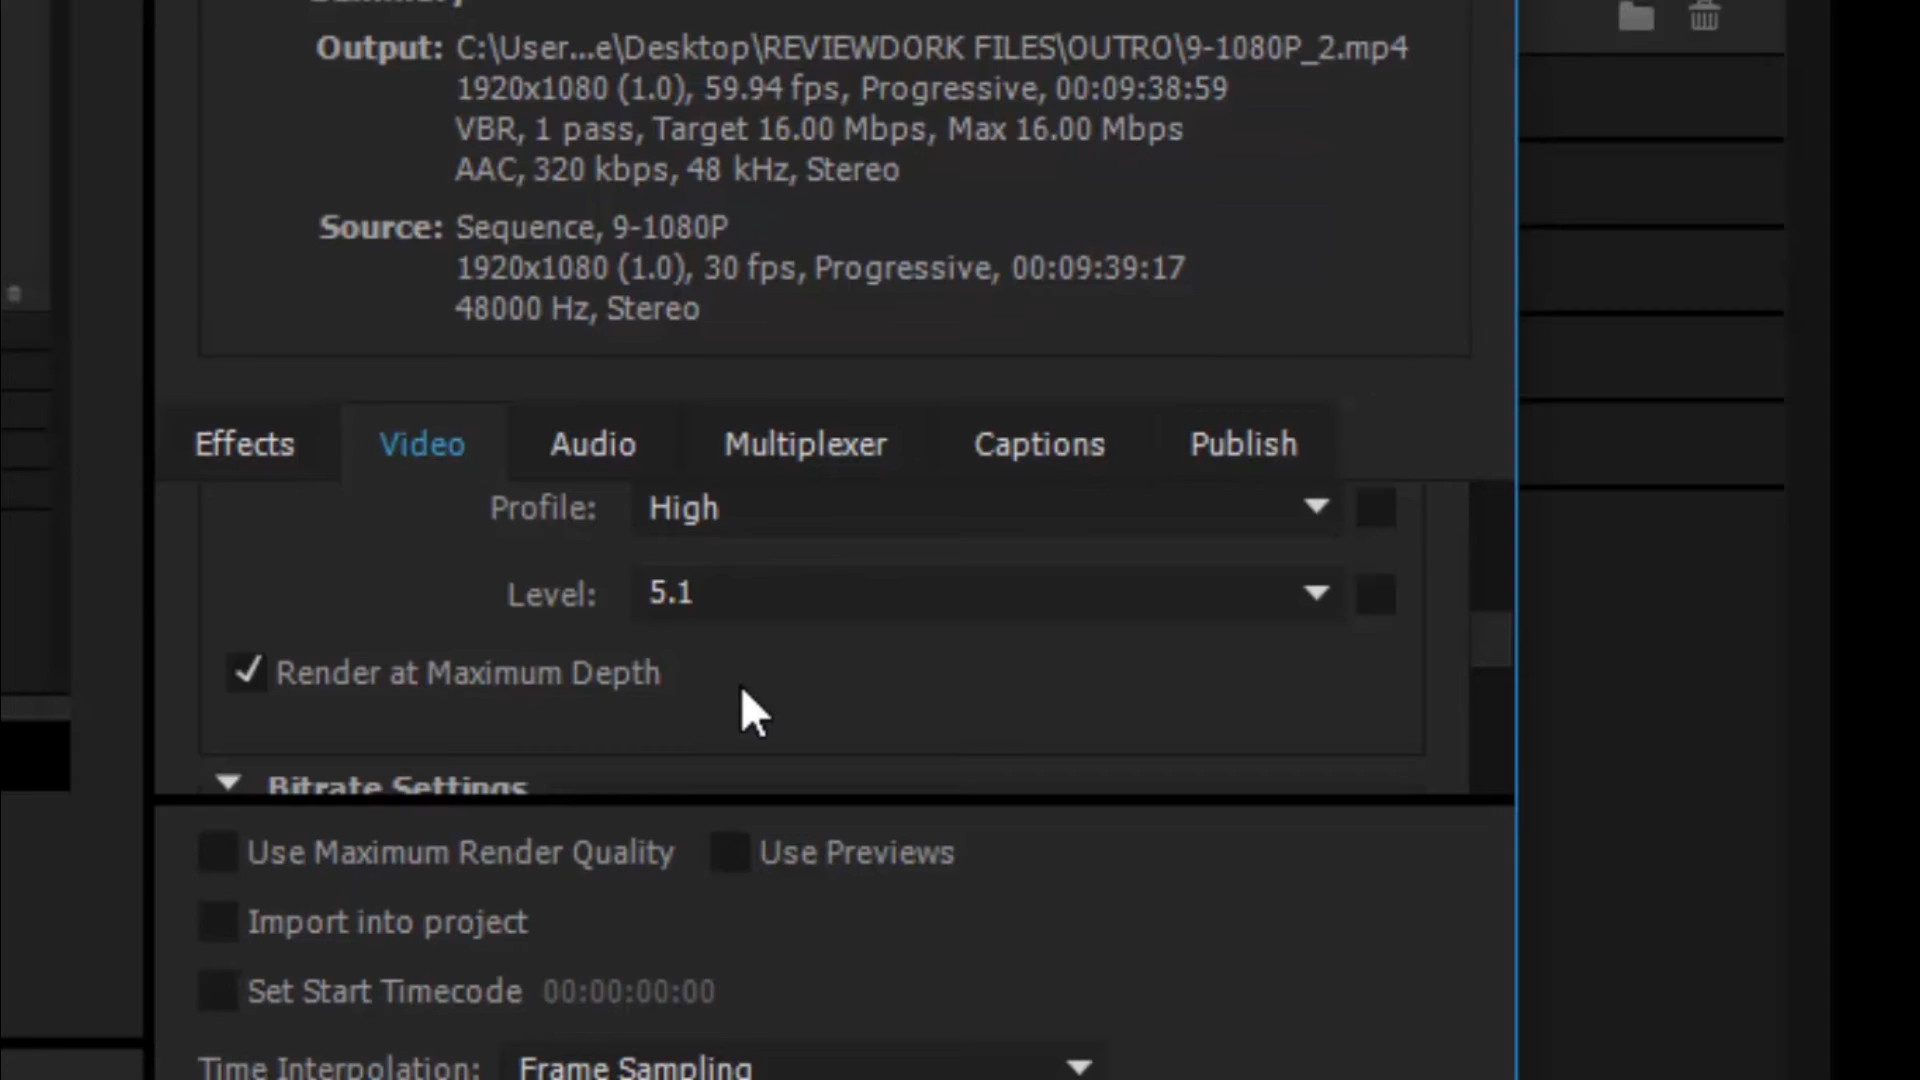 Summary
Output: C:\User...e\Desktop\REVIEWDORK FILES\OUTRO\9-1080P_2.mp4
1920x1080 (1.0), 59.94 fps, Progressive, 00:09:38:59
VBR, 1 pass, Target 16.00 Mbps, Max 16.00 Mbps
AAC, 320 kbps, 48 kHz, Stereo
Source: Sequence, 9-1080P
1920x1080 (1.0), 30 fps, Progressive, 00:09:39:17
48000 Hz, Stereo
Effects Video Audio Multiplexer Captions Publish
Profile: High
Level: 5.1
Render at Maximum Depth
Bitrate Settings
Use Maximum Render Quality Use Previews
Import into project
Set Start Timecode 00:00:00:00
Time Interpolation: Frame Sampling